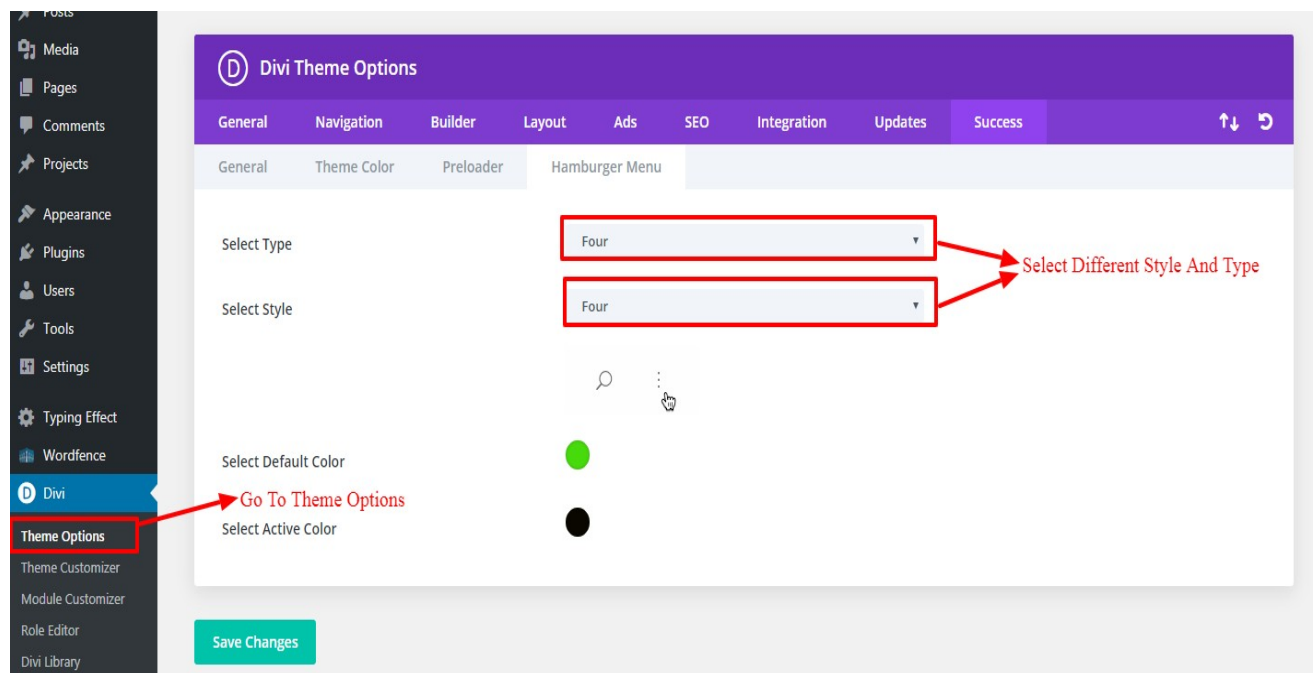 Posts
Media
Pages
Comments
Projects
Appearance
Plugins
Users
Tools
Settings
Typing Effect
Wordfence
D Divi
Theme Options
Theme Customizer
Module Customizer
Role Editor
Divi Library
D Divi Theme Options
General Navigation Builder Layout Ads SEO Integration Updates Success
General Theme Color Preloader Hamburger Menu
Select Type Four
Select Different Style And Type
Select Style Four
Select Default Color
Go To Theme Options
Select Active Color
Save Changes